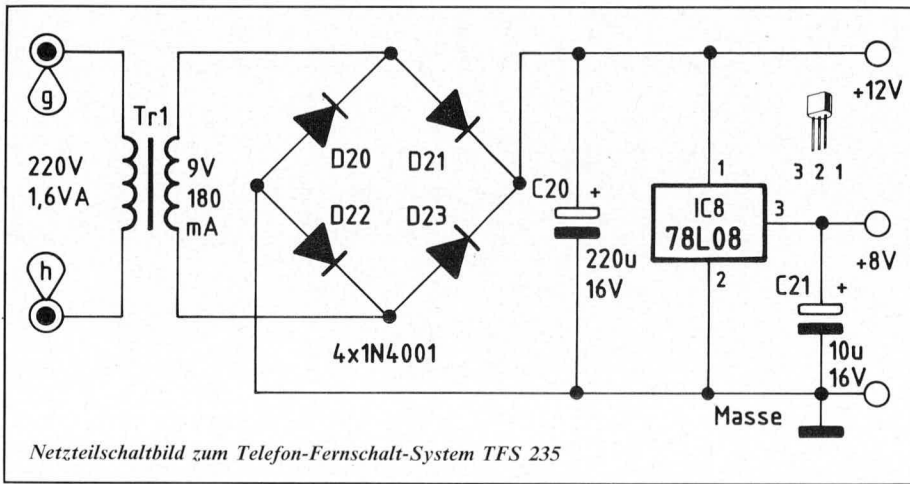 g
Tr1
220V
1,6VA
9V
180
mA
h
D20
D21
D22
D23
4x1N4001
C20
+
220u
16V
1
IC8
78L08
3
2
3 2 1
+12V
+8V
C21
+
10u
16V
Masse
Netzteilschaltbild zum Telefon-Fernschalt-System TFS 235